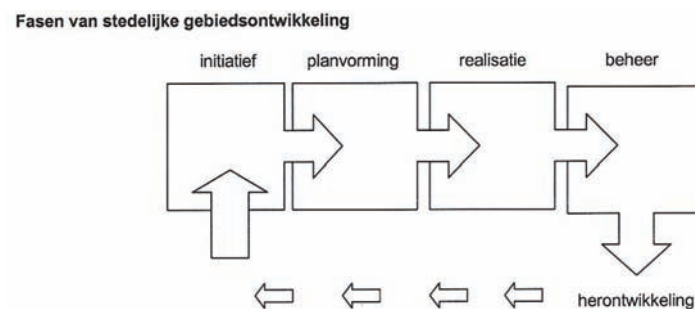 Fasen van stedelijke gebiedsontwikkeling
initiatief planvorming realisatie beheer
herontwikkeling